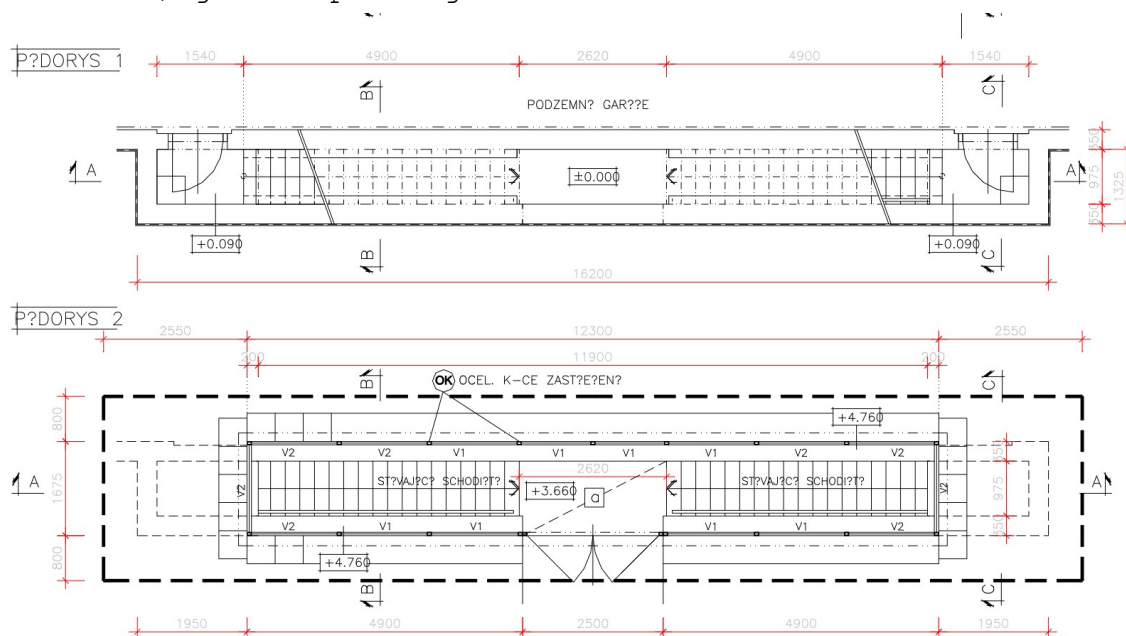 P?DORYS 1
1540 4900 2620 4900 1540
B C
PODZEMN? GAR??E
A ±0.000 A
550 975 1325 550
+0.090 +0.090
B C
16200
P?DORYS 2
2550 12300 2550
200 11900 200
B OK OCEL. K-CE ZAST?E?EN? C
800 +4.760
V2 V2 V1 V1 V1 V1 V2 V2
2620
A 1675 V2 ST?VAJ?C? SCHODI?T? +3.660 a ST?VAJ?C? SCHODI?T? V2 975 A
V2 V1 V1 V1 V1 V2
800 +4.760
B C
1950 4900 2500 4900 1950